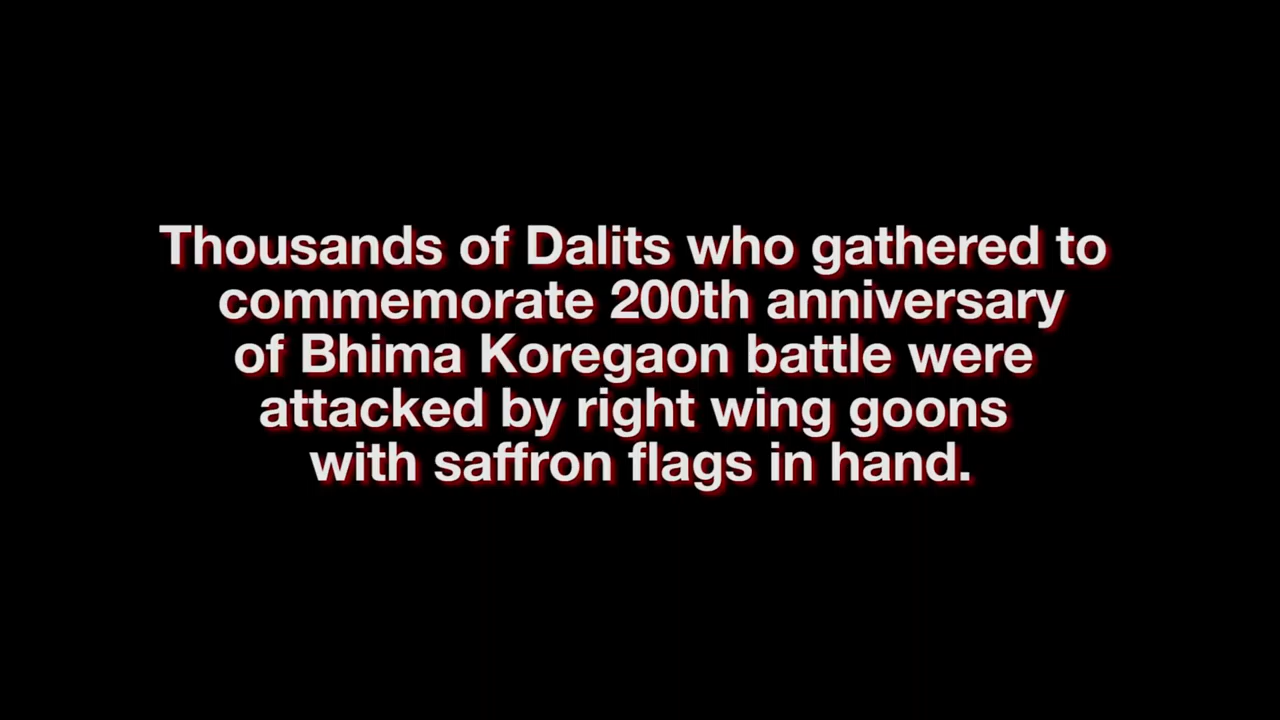 Thousands of Dalits who gathered to
commemorate 200th anniversary
of Bhima Koregaon battle were
attacked by right wing goons
with saffron flags in hand.